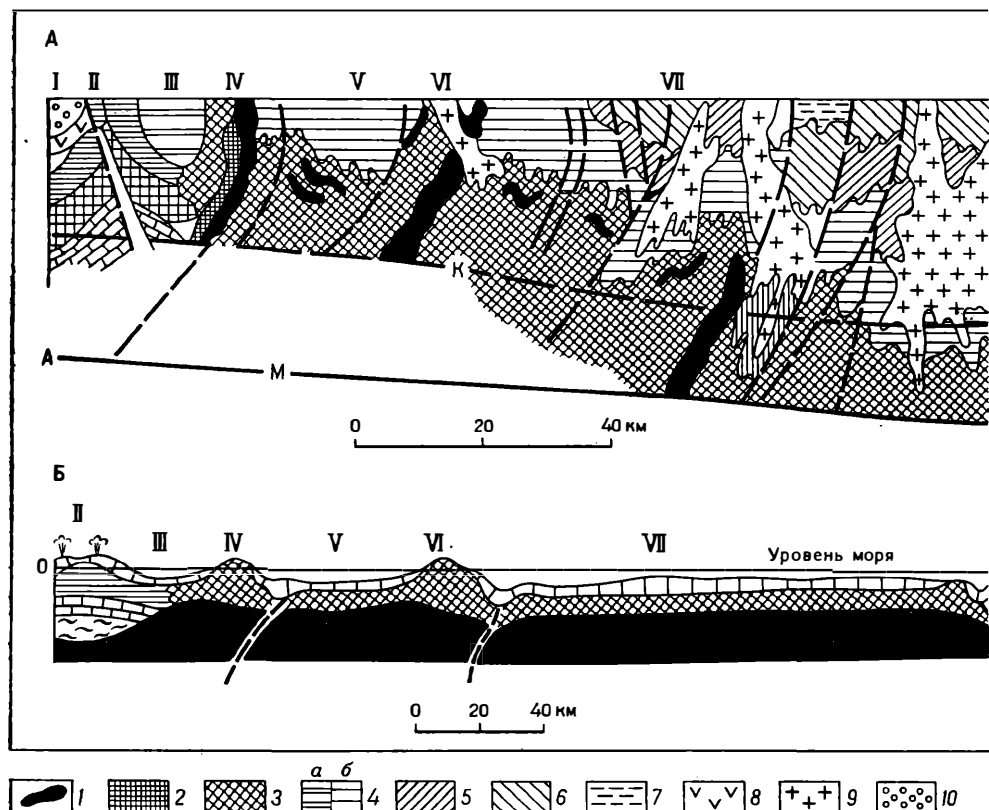 А
I II III IV V VI VII
К
А М
0 20 40 км
Б
II III IV V VI VII
0 Уровень моря
0 20 40 км
а б
1 2 3 4 5 6 7 8 9 10